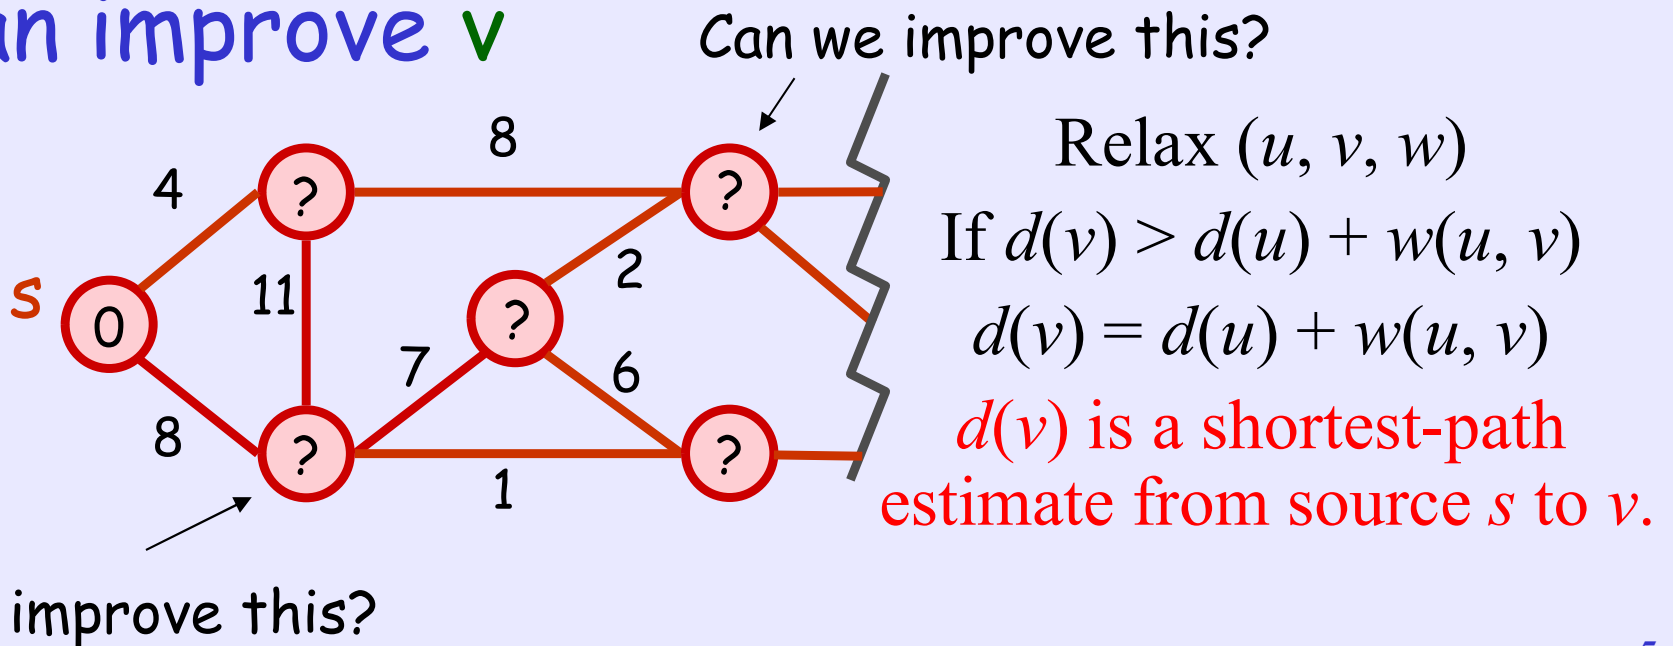 an improve v
Can we improve this?
8
4
?
?
Relax (u, v, w)
If d(v) > d(u) + w(u, v)
2
11
s
0
?
d(v) = d(u) + w(u, v)
7
6
8
?
?
d(v) is a shortest-path
1
estimate from source s to v.
improve this?